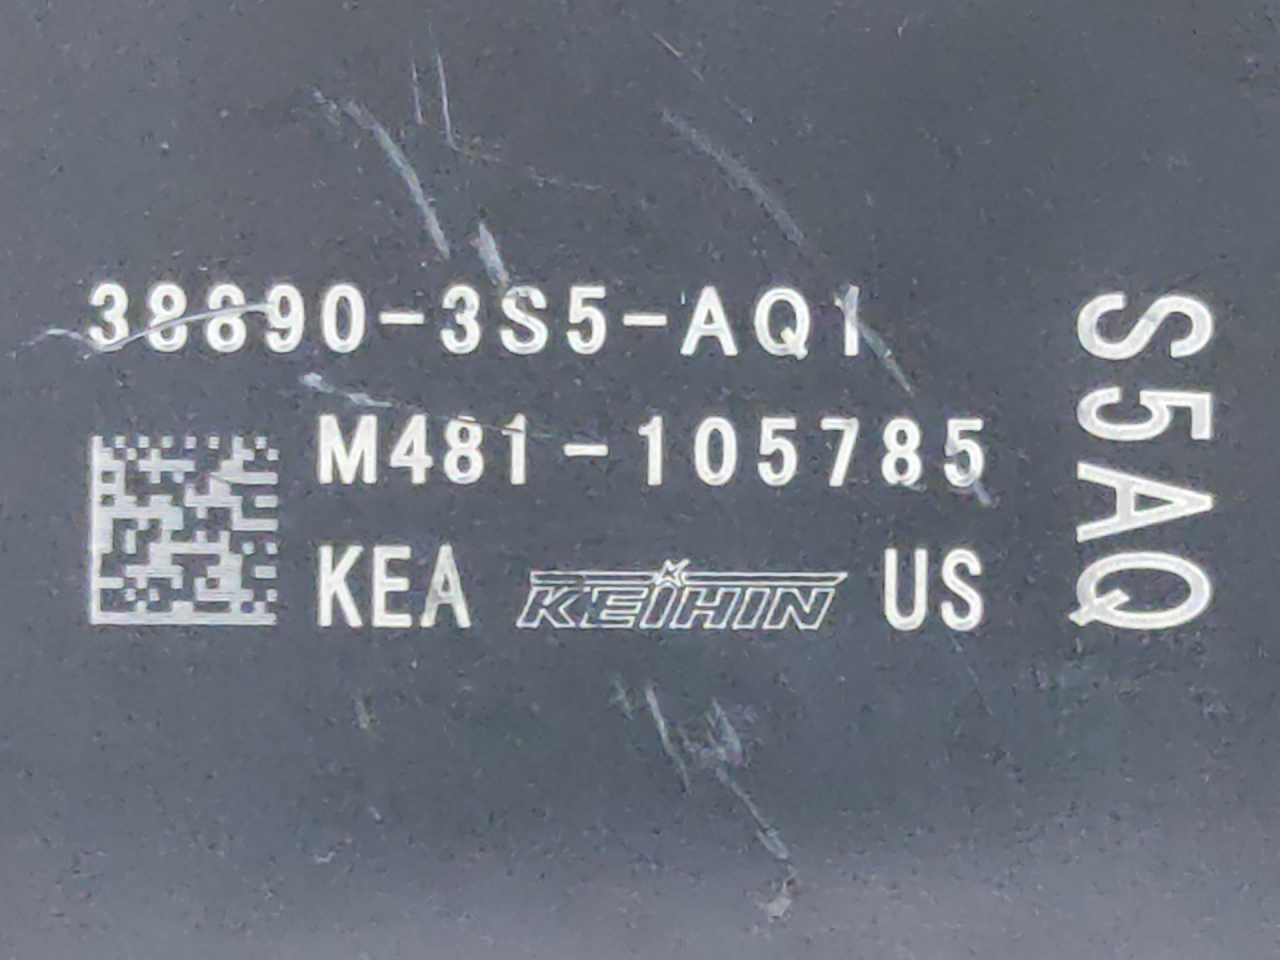 38890-3S5-AQ1
M481-105785
KEA KEIHIN US
S5AQ